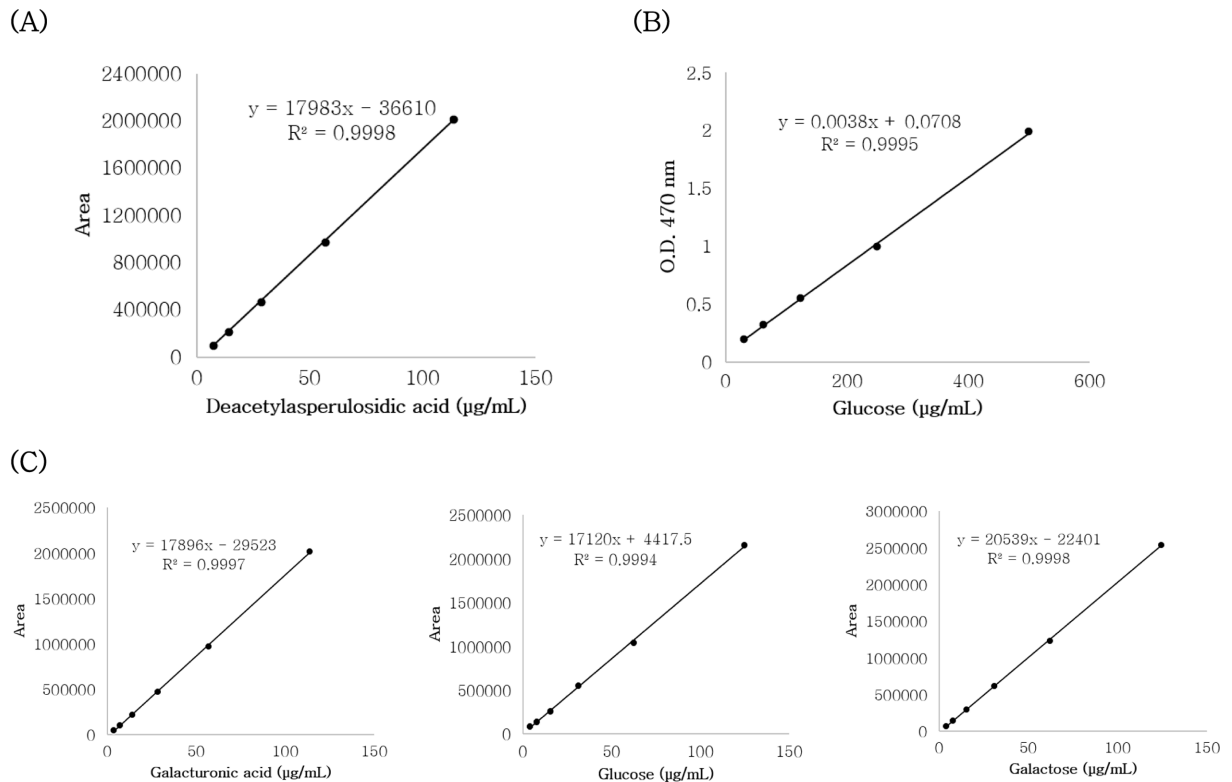 (A)
2400000
2000000
1600000
1200000
800000
400000
0
0
50
100
150
y = 17983x - 36610
R² = 0.9998
Area
Deacetylasperulosidic acid (µg/mL)
(B)
2.5
2
1.5
1
0.5
0
0
200
400
600
y = 0.0038x + 0.0708
R² = 0.9995
O.D. 470 nm
Glucose (µg/mL)
(C)
2500000
2000000
1500000
1000000
500000
0
0
50
100
150
y = 17896x - 29523
R² = 0.9997
Area
Galacturonic acid (µg/mL)
2500000
2000000
1500000
1000000
500000
0
0
50
100
150
y = 17120x + 4417.5
R² = 0.9994
Area
Glucose (µg/mL)
3000000
2500000
2000000
1500000
1000000
500000
0
0
50
100
150
y = 20539x - 22401
R² = 0.9998
Area
Galactose (µg/mL)